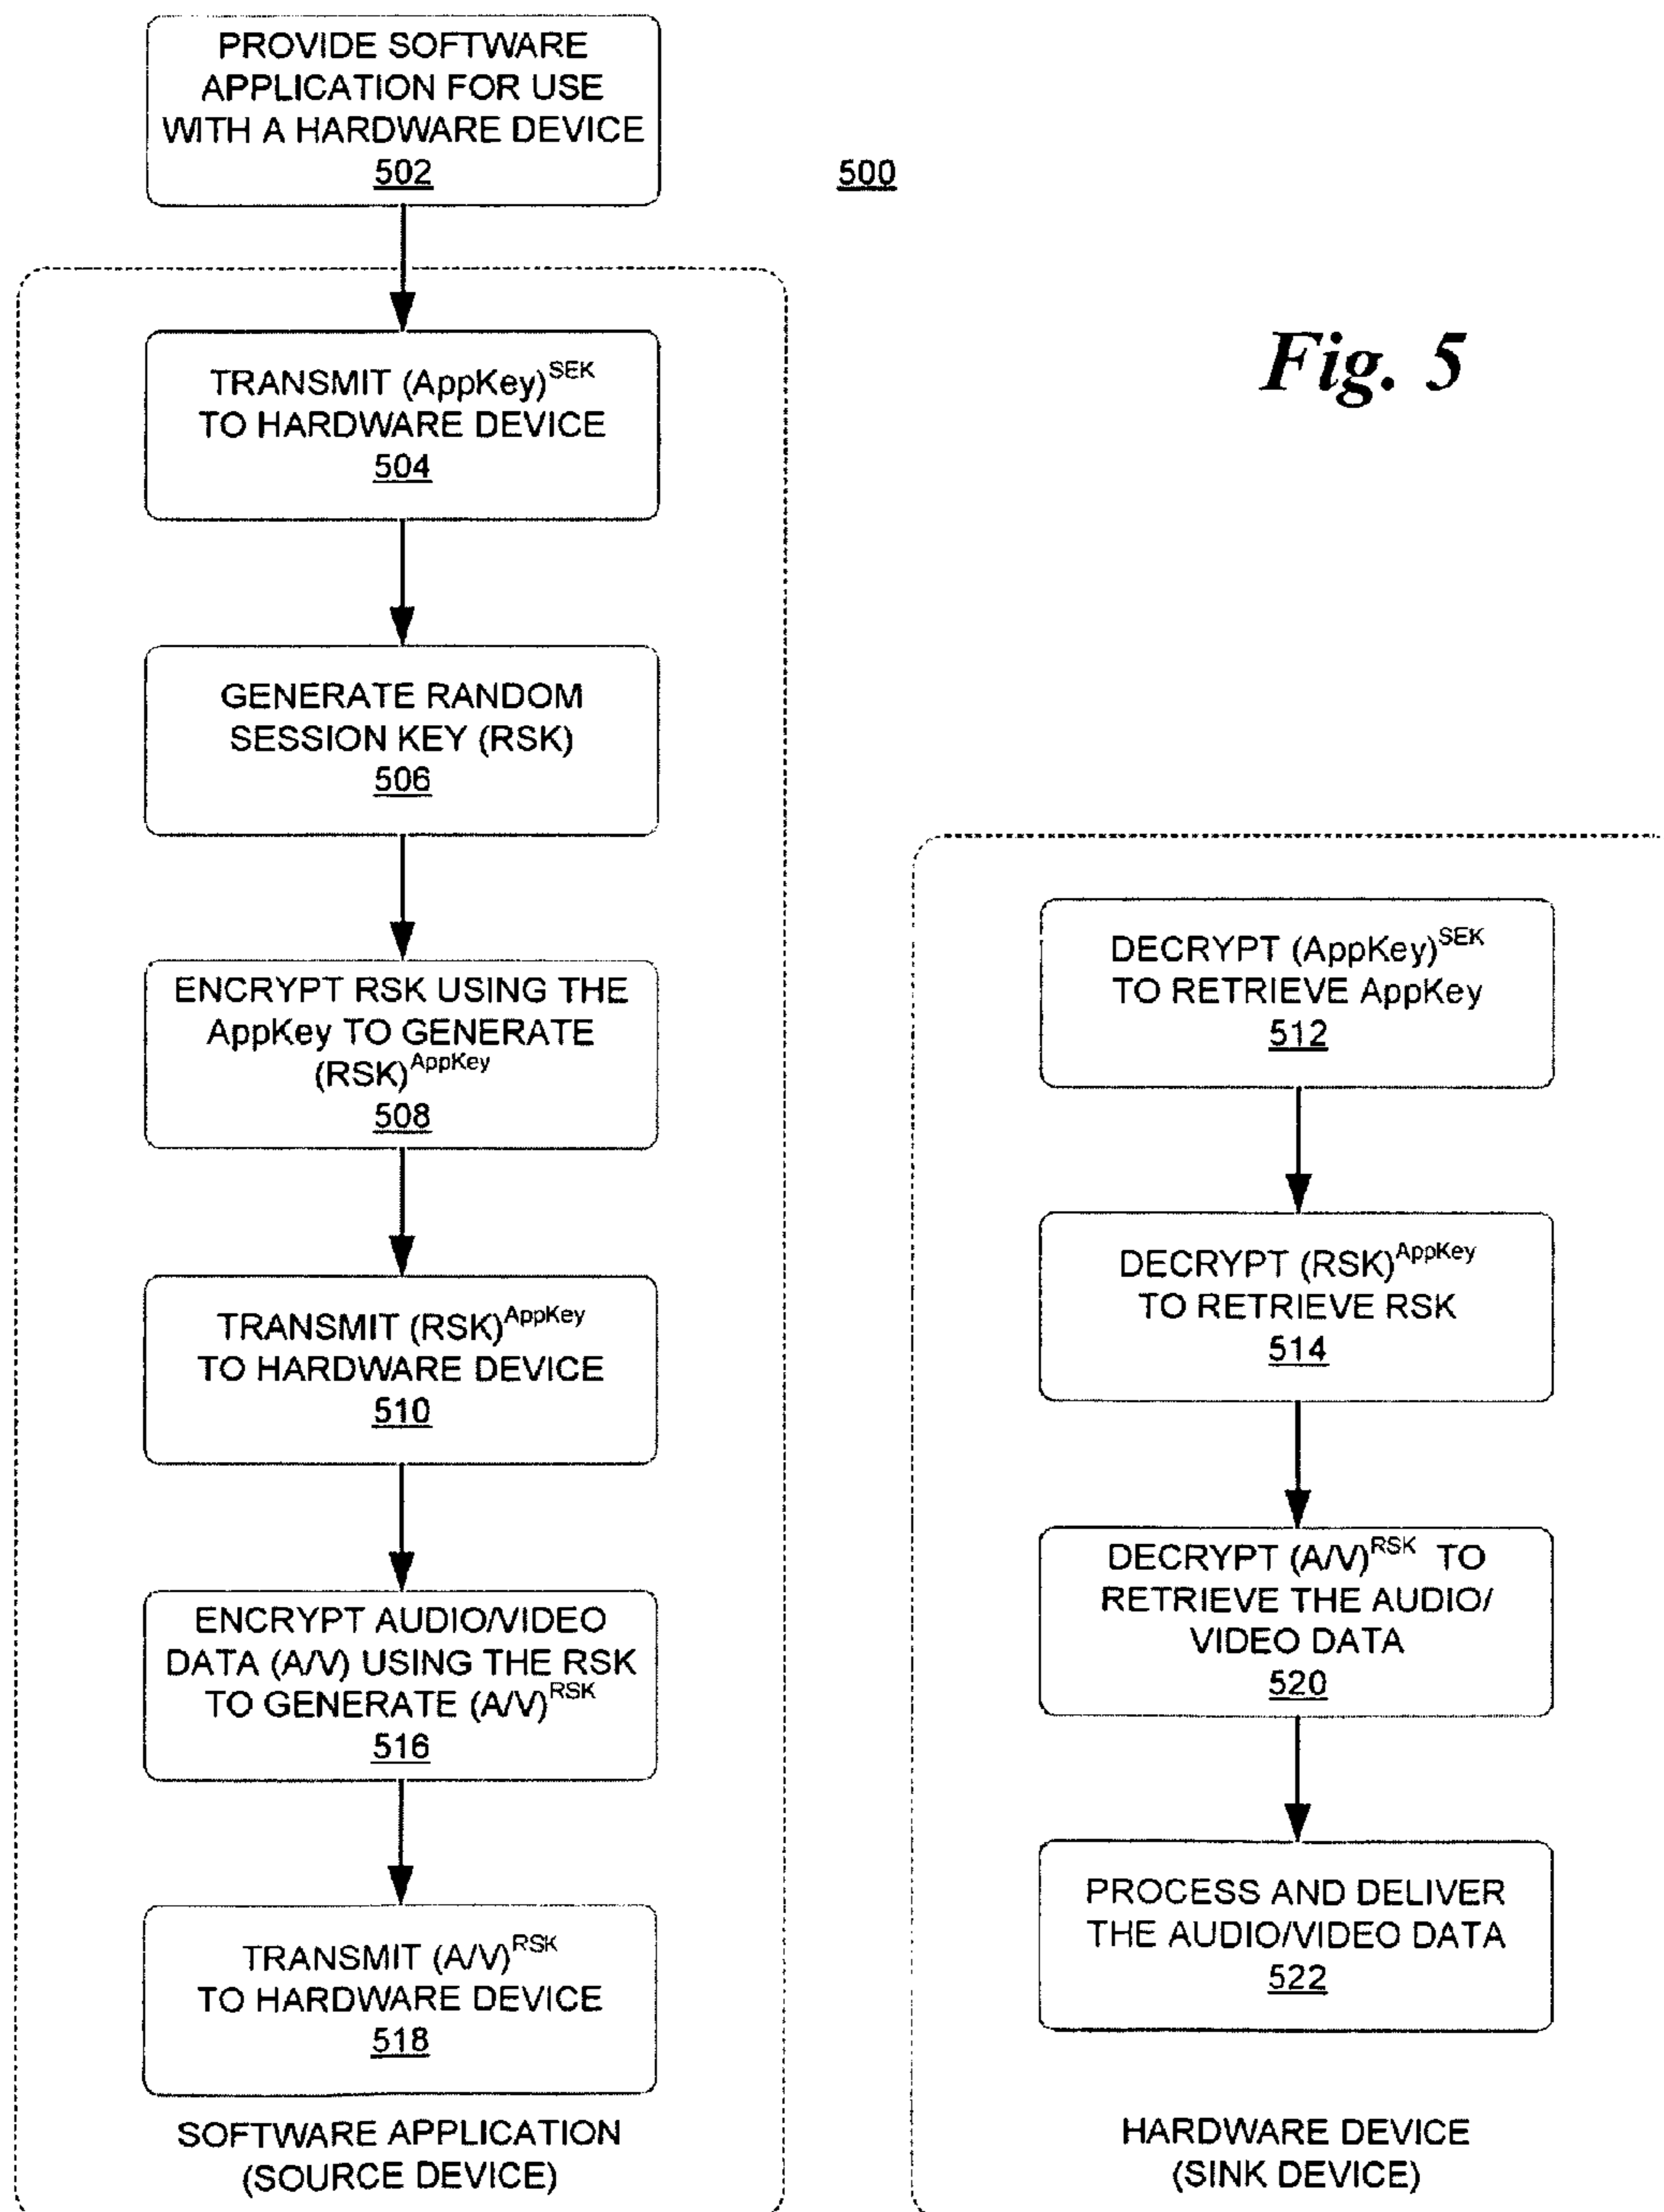 PROVIDE SOFTWARE
APPLICATION FOR USE
WITH A HARDWARE DEVICE
502
500
Fig. 5
TRANSMIT (AppKey)^SEK
TO HARDWARE DEVICE
504
GENERATE RANDOM
SESSION KEY (RSK)
506
ENCRYPT RSK USING THE
AppKey TO GENERATE
(RSK)^AppKey
508
TRANSMIT (RSK)^AppKey
TO HARDWARE DEVICE
510
ENCRYPT AUDIO/VIDEO
DATA (A/V) USING THE RSK
TO GENERATE (A/V)^RSK
516
TRANSMIT (A/V)^RSK
TO HARDWARE DEVICE
518
SOFTWARE APPLICATION
(SOURCE DEVICE)
DECRYPT (AppKey)^SEK
TO RETRIEVE AppKey
512
DECRYPT (RSK)^AppKey
TO RETRIEVE RSK
514
DECRYPT (A/V)^RSK TO
RETRIEVE THE AUDIO/
VIDEO DATA
520
PROCESS AND DELIVER
THE AUDIO/VIDEO DATA
522
HARDWARE DEVICE
(SINK DEVICE)